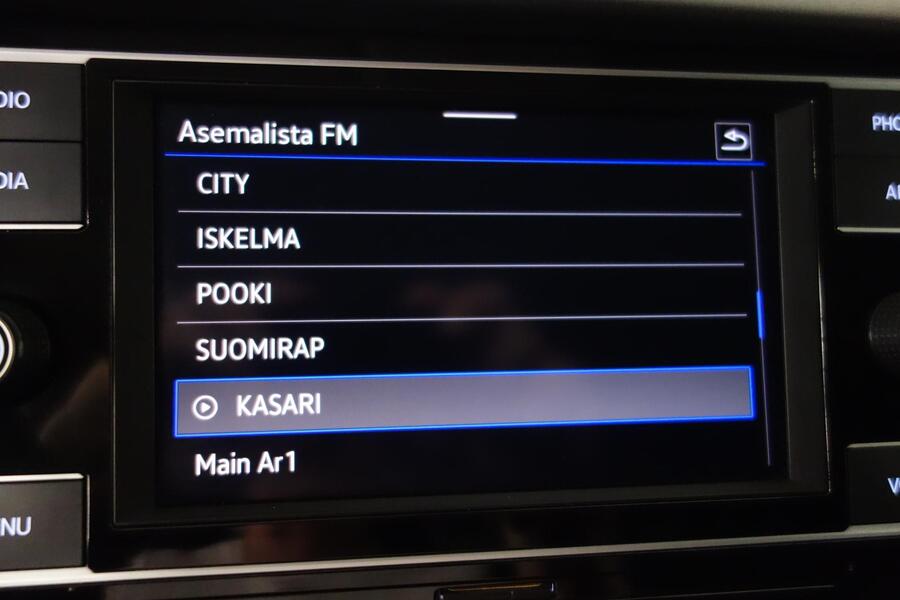 Asemalista FM
CITY
ISKELMA
POOKI
SUOMIRAP
KASARI
Main Ar1